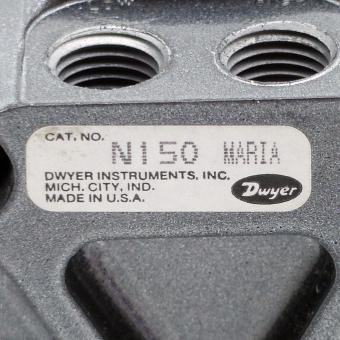 CAT. NO.
N150 MARIA
DWYER INSTRUMENTS, INC.
MICH. CITY, IND.
MADE IN U.S.A.
Dwyer